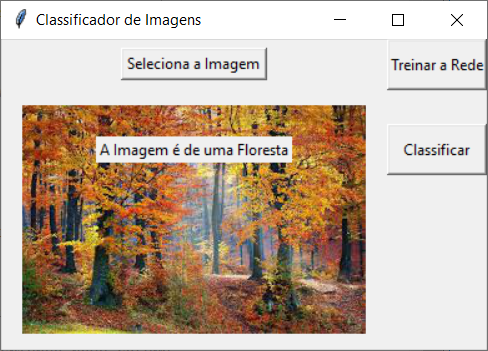 Classificador de Imagens
Seleciona a Imagem
Treinar a Rede
A Imagem é de uma Floresta
Classificar